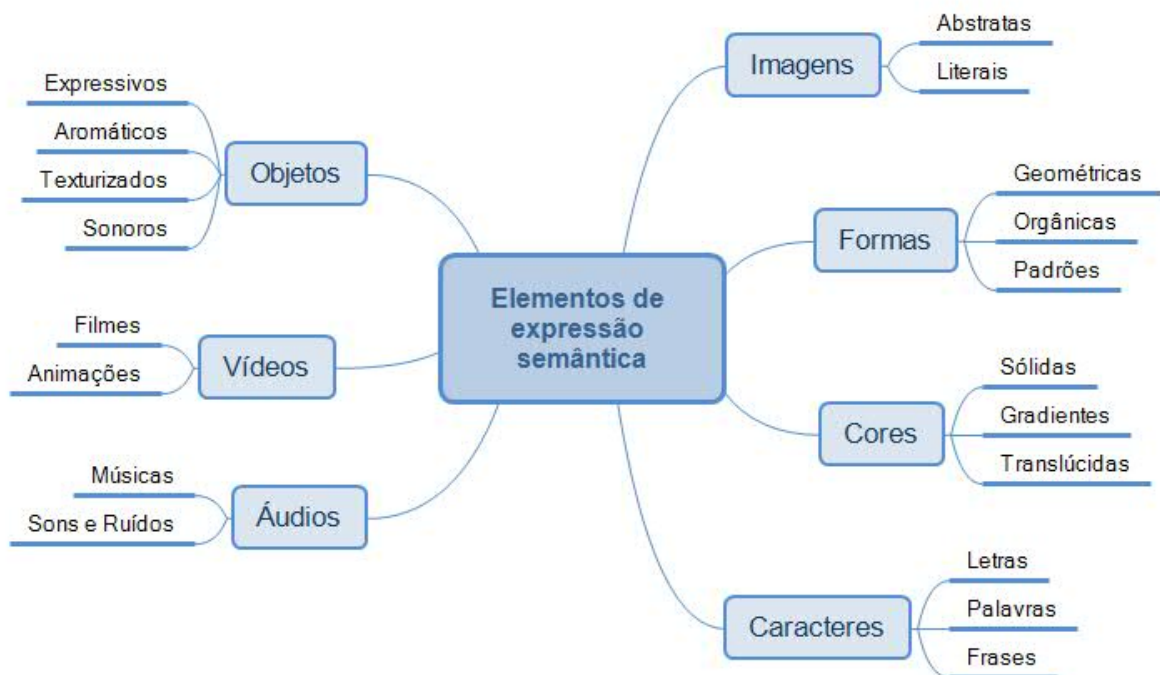 Elementos de
expressão
semântica
Imagens
Abstratas
Literais
Formas
Geométricas
Orgânicas
Padrões
Cores
Sólidas
Gradientes
Translúcidas
Caracteres
Letras
Palavras
Frases
Objetos
Expressivos
Aromáticos
Texturizados
Sonoros
Vídeos
Filmes
Animações
Áudios
Músicas
Sons e Ruídos